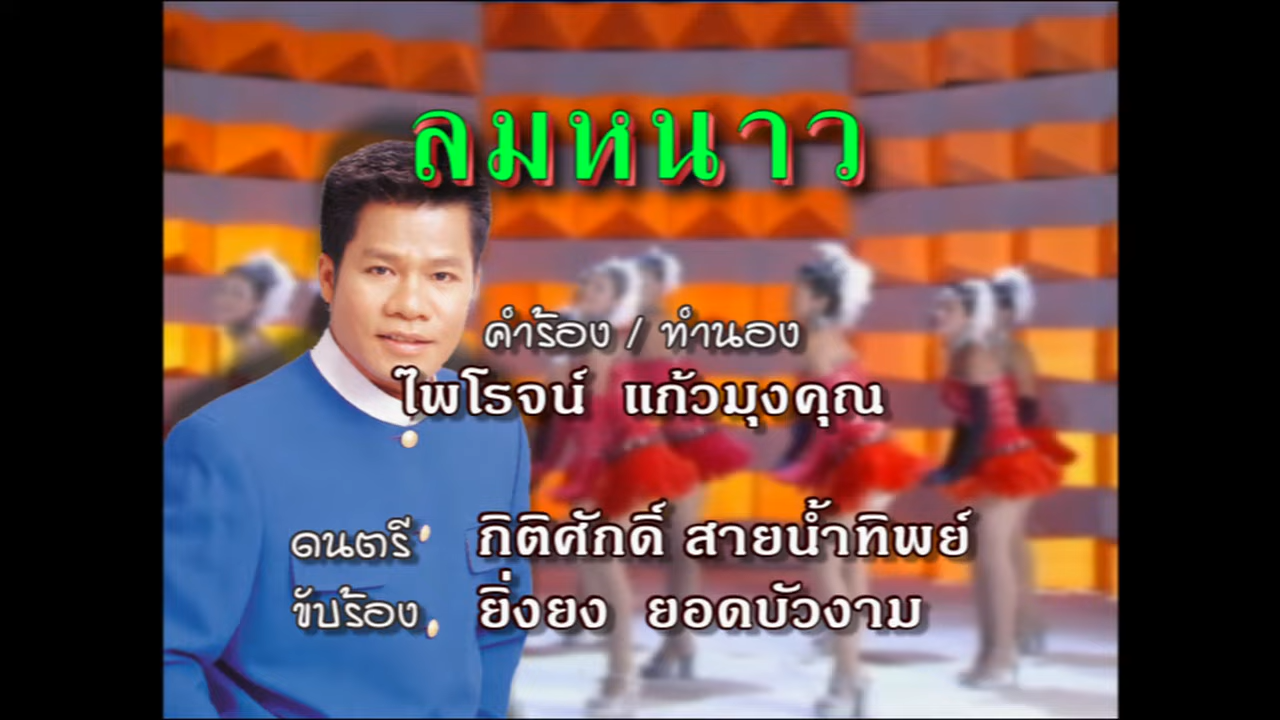 ลมหนาว
คำร้อง / ทำนอง
ไพโรจน์ แก้วมุงคุณ
ดนตรี กิติศักดิ์ สายน้ำทิพย์
ขับร้อง ยิ่งยง ยอดบัวงาม